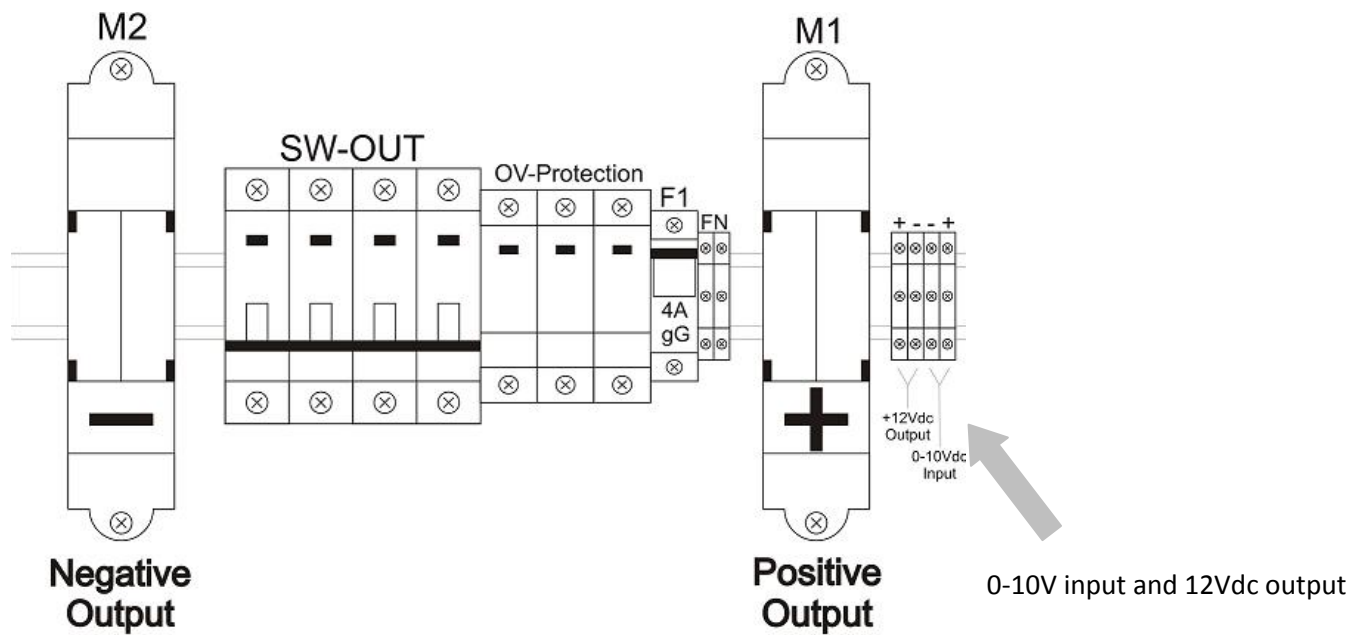 M2
M1
SW-OUT
OV-Protection
F1
FN
+ - - +
4A
gG
+12Vdc
Output
0-10Vdc
Input
Negative
Output
Positive
Output
0-10V input and 12Vdc output